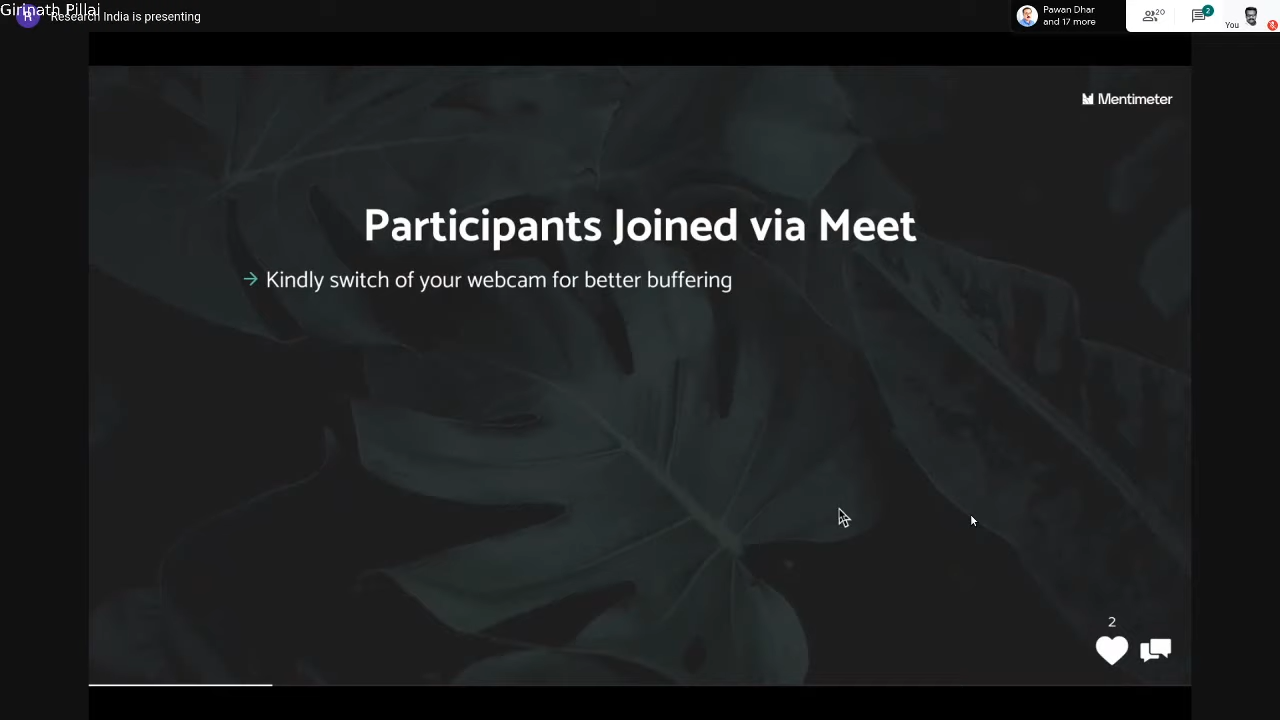 Girinath Pillai
R
Research India is presenting
Pawan Dhar
and 17 more
20
2
You
Mentimeter
Participants Joined via Meet
→ Kindly switch of your webcam for better buffering
2